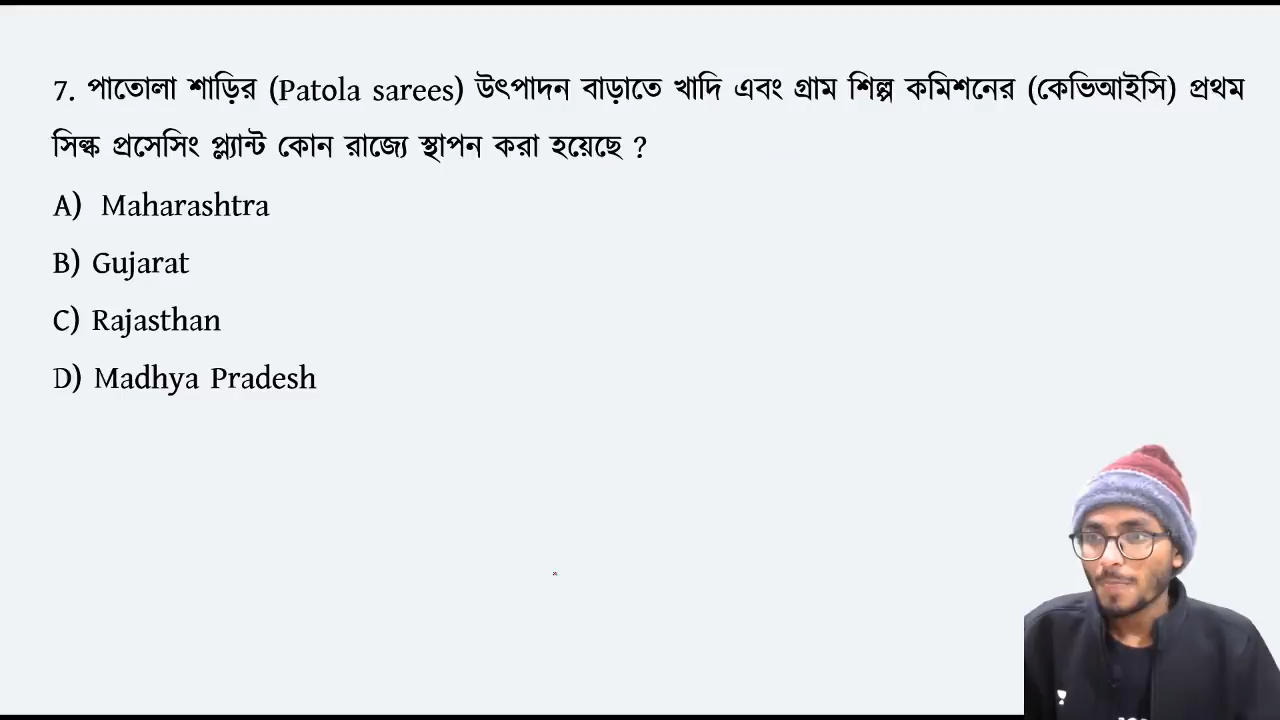 7. পাতোলা শাড়ির (Patola sarees) উৎপাদন বাড়াতে খাদি এবং গ্রাম শিল্প কমিশনের (কেভিআইসি) প্রথম
সিল্ক প্রসেসিং প্ল্যান্ট কোন রাজ্যে স্থাপন করা হয়েছে ?
A) Maharashtra
B) Gujarat
C) Rajasthan
D) Madhya Pradesh